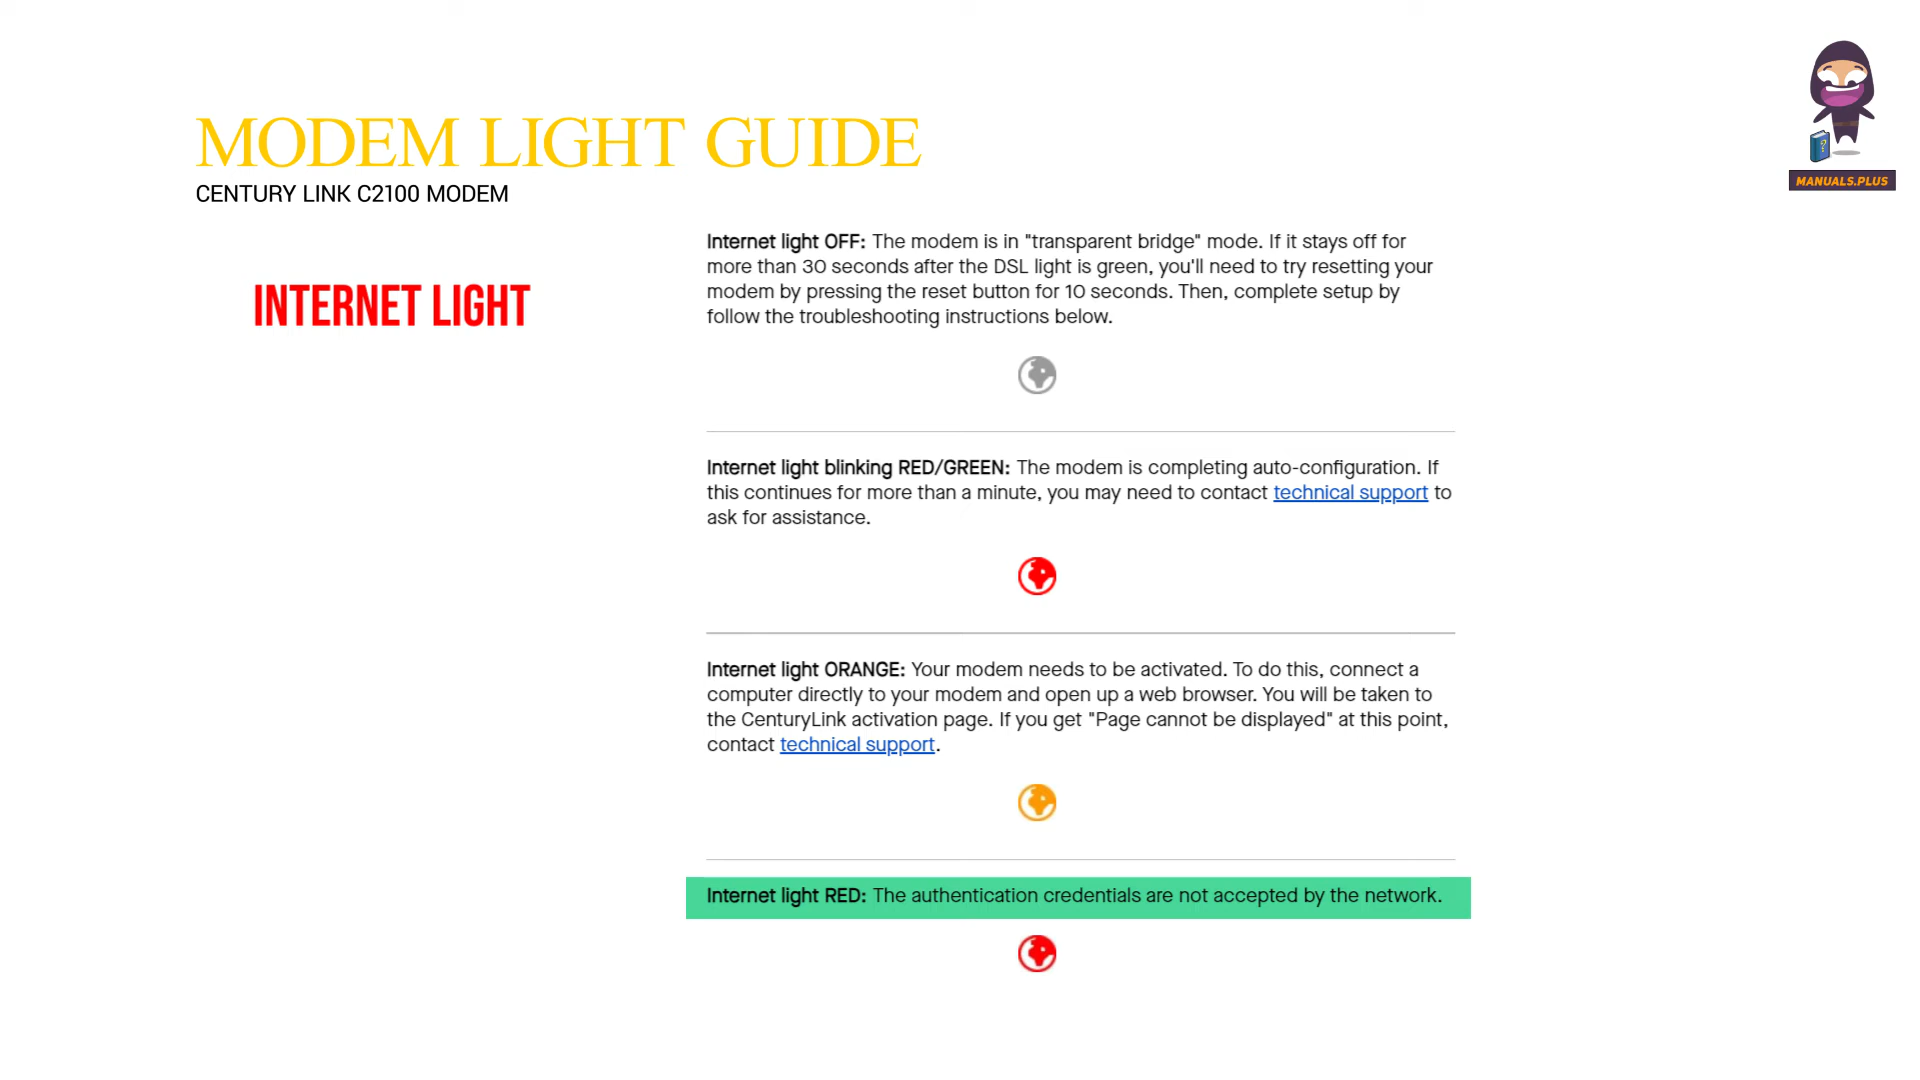 MODEM LIGHT GUIDE
CENTURY LINK C2100 MODEM
MANUALS.PLUS
INTERNET LIGHT
Internet light OFF: The modem is in "transparent bridge" mode. If it stays off for
more than 30 seconds after the DSL light is green, you'll need to try resetting your
modem by pressing the reset button for 10 seconds. Then, complete setup by
follow the troubleshooting instructions below.
Internet light blinking RED/GREEN: The modem is completing auto-configuration. If
this continues for more than a minute, you may need to contact technical support to
ask for assistance.
Internet light ORANGE: Your modem needs to be activated. To do this, connect a
computer directly to your modem and open up a web browser. You will be taken to
the CenturyLink activation page. If you get "Page cannot be displayed" at this point,
contact technical support.
Internet light RED: The authentication credentials are not accepted by the network.